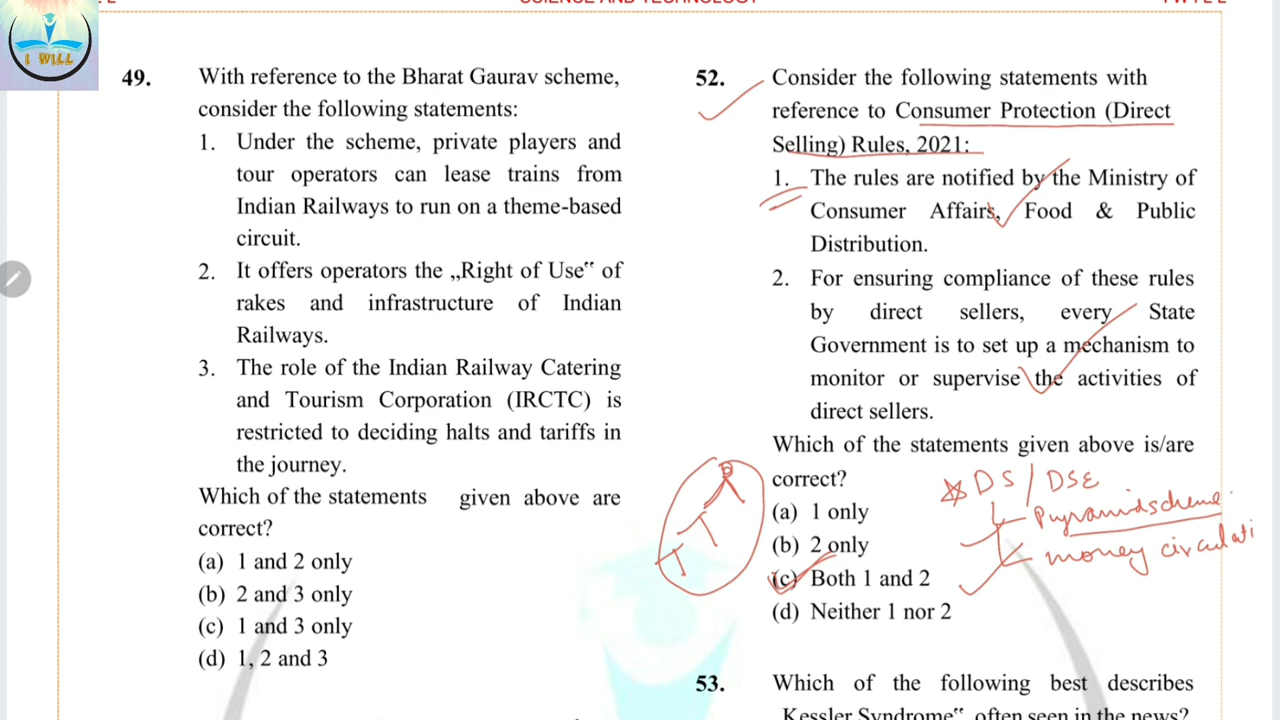 I WILL
49.
With reference to the Bharat Gaurav scheme,
consider the following statements:
1. Under the scheme, private players and
tour operators can lease trains from
Indian Railways to run on a theme-based
circuit.
2. It offers operators the „Right of Use‟ of
rakes and infrastructure of Indian
Railways.
3. The role of the Indian Railway Catering
and Tourism Corporation (IRCTC) is
restricted to deciding halts and tariffs in
the journey.
Which of the statements given above are
correct?
(a) 1 and 2 only
(b) 2 and 3 only
(c) 1 and 3 only
(d) 1, 2 and 3
52.
Consider the following statements with
reference to Consumer Protection (Direct
Selling) Rules, 2021:
1. The rules are notified by the Ministry of
Consumer Affairs, Food & Public
Distribution.
2. For ensuring compliance of these rules
by direct sellers, every State
Government is to set up a mechanism to
monitor or supervise the activities of
direct sellers.
Which of the statements given above is/are
correct?
(a) 1 only
(b) 2 only
(c) Both 1 and 2
(d) Neither 1 nor 2
DS / DSE
Pyramid scheme
money circulati
53.
Which of the following best describes
Kessler Syndrome‟, often seen in the news?